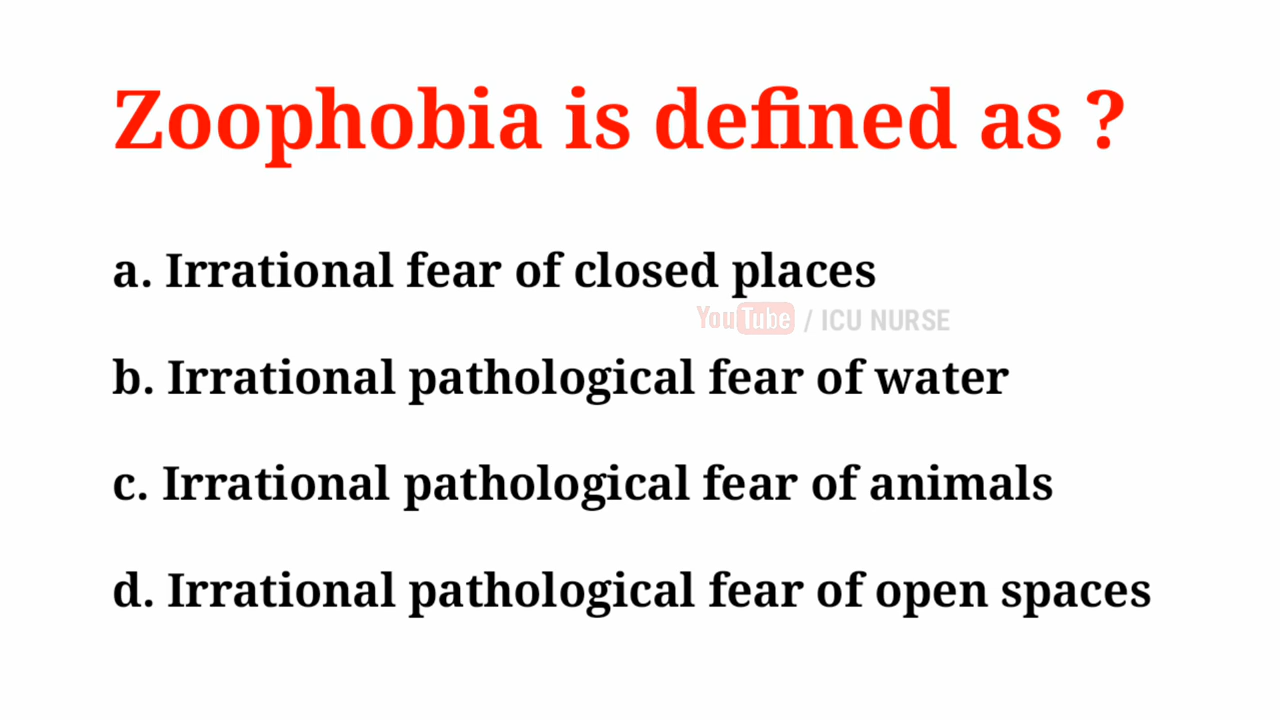 Zoophobia is defined as ?
a. Irrational fear of closed places
YouTube / ICU NURSE
b. Irrational pathological fear of water
c. Irrational pathological fear of animals
d. Irrational pathological fear of open spaces